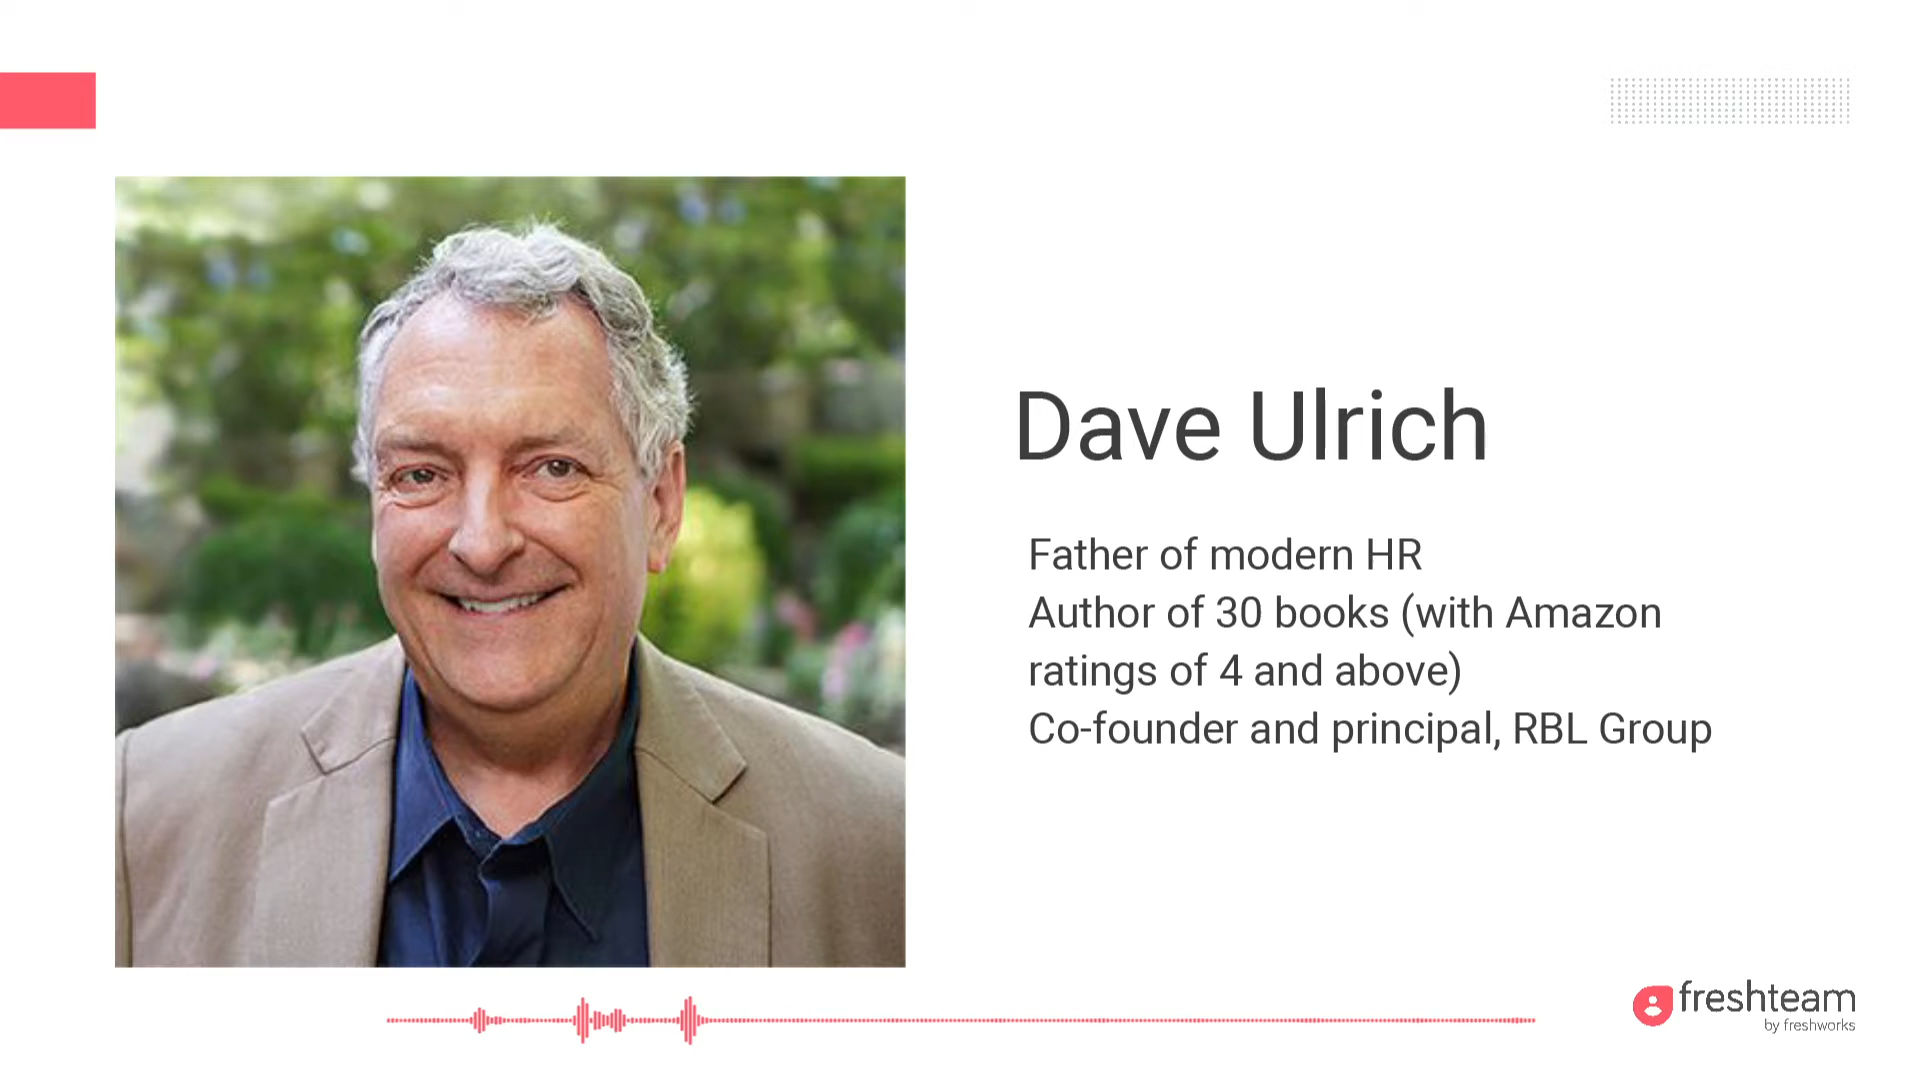 Dave Ulrich
Father of modern HR
Author of 30 books (with Amazon
ratings of 4 and above)
Co-founder and principal, RBL Group
freshteam
by freshworks